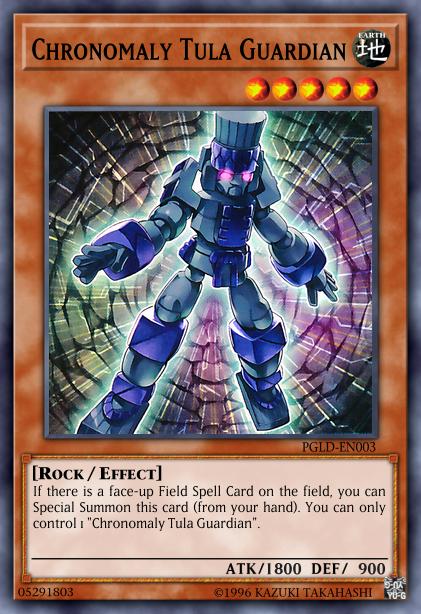 Chronomaly Tula Guardian
EARTH
地
PGLD-EN003
[Rock / Effect]
If there is a face-up Field Spell Card on the field, you can
Special Summon this card (from your hand). You can only
control 1 "Chronomaly Tula Guardian".
ATK/1800 DEF/ 900
05291803
©1996 KAZUKI TAKAHASHI